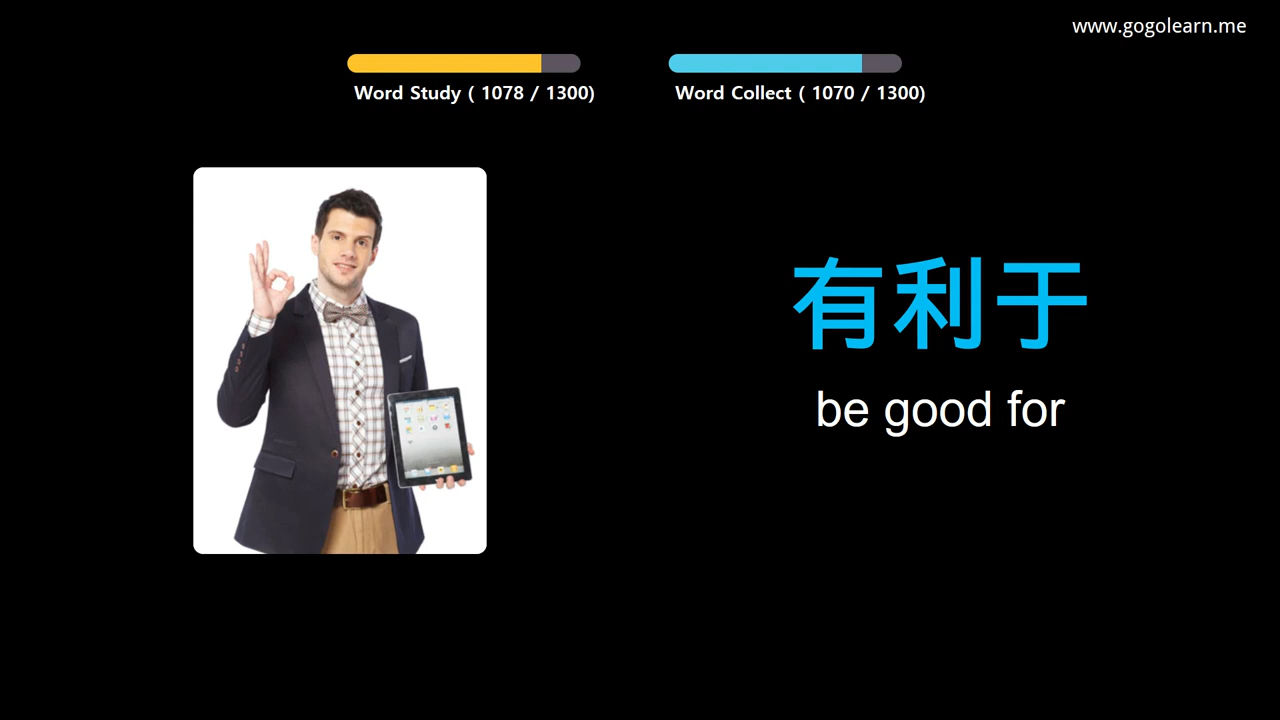 www.gogolearn.me
Word Study ( 1078 / 1300)
Word Collect ( 1070 / 1300)
有利于
be good for